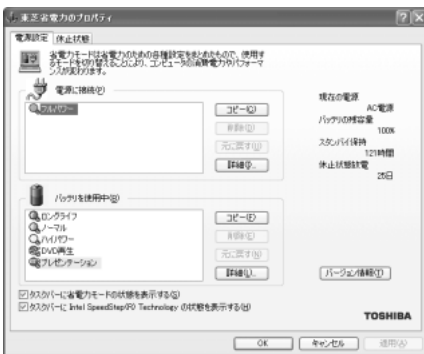 東芝省電力のプロパティ
電源設定 休止状態
省電力モードは省電力のための各種設定をまとめたもので、使用す
るモードを切り替えることにより、コンピュータの消費電力やパフォーマ
ンスが変わります。
電源に接続(P)
フルパワー
コピー(C)
削除(D)
元に戻す(U)
詳細(I)...
バッテリを使用中(B)
ロングライフ
ノーマル
ハイパワー
DVD再生
プレゼンテーション
コピー(E)
詳細(L)...
現在の電源
AC電源
バッテリの残容量
100%
スタンバイ保持
121時間
休止状態
25日
バージョン情報(T)
タスクバーに省電力モードの状態を表示する(S)
タスクバーに Intel SpeedStep(R) Technology の状態を表示する(H)
TOSHIBA
OK キャンセル 適用(A)